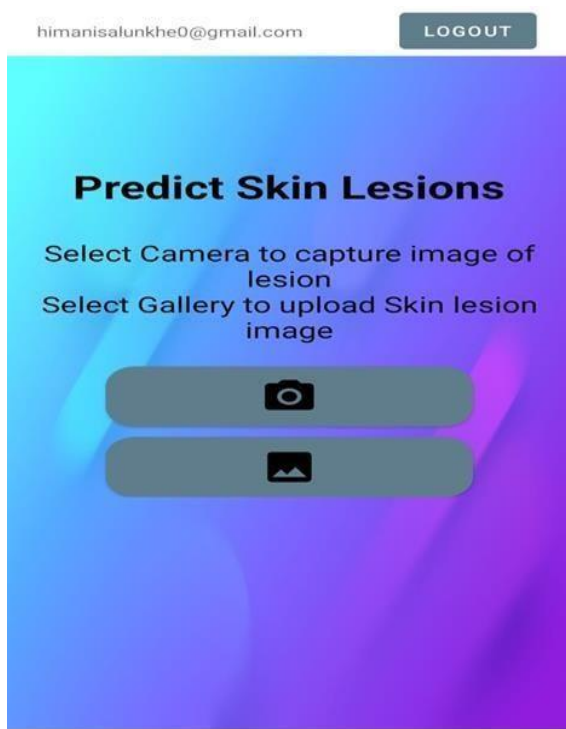 himanisalunkhe0@gmail.com
LOGOUT
Predict Skin Lesions
Select Camera to capture image of
lesion
Select Gallery to upload Skin lesion
image